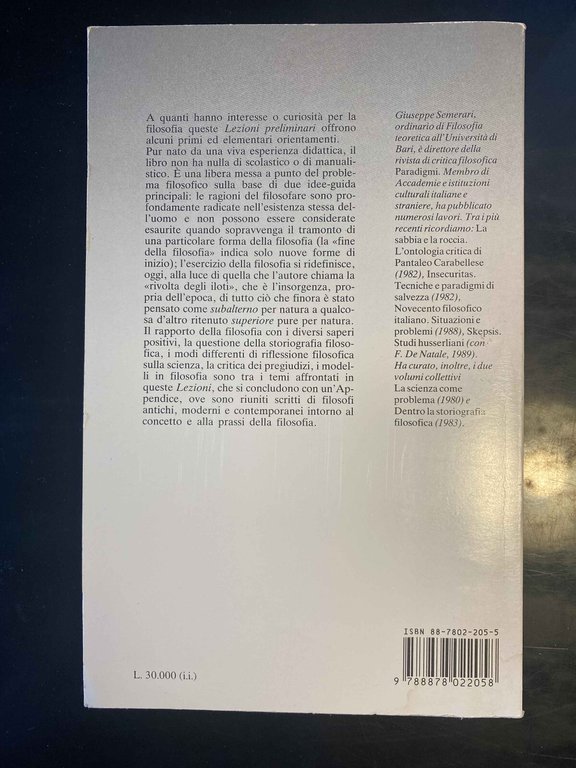 A quanti hanno interesse o curiosità per la
filosofia queste Lezioni preliminari offrono
alcuni primi ed elementari orientamenti.
Pur nato da una viva esperienza didattica, il
libro non ha nulla di scolastico o di manuali-
stico. È una libera messa a punto del proble-
ma filosofico sulla base di due idee-guida
principali: le ragioni del filosofare sono pro-
fondamente radicate nell'esistenza stessa del-
l'uomo e non possono essere considerate
esaurite quando sopravvenga il tramonto di
una particolare forma della filosofia (la «fine
della filosofia» indica solo nuove forme di
inizio); l'esercizio della filosofia si ridefinisce,
oggi, alla luce di quella che l'autore chiama la
«rivolta degli iloti», che è l'insorgenza, pro-
pria dell'epoca, di tutto ciò che finora è stato
pensato come subalterno per natura a qualco-
sa d'altro ritenuto superiore pure per natura.
Il rapporto della filosofia con i diversi saperi
positivi, la questione della storiografia filoso-
fica, i modi differenti di riflessione filosofica
sulla scienza, la critica dei pregiudizi, i model-
li in filosofia sono tra i temi affrontati in
queste Lezioni, che si concludono con un'Ap-
pendice, ove sono riuniti scritti di filosofi
antichi, moderni e contemporanei intorno al
concetto e alla prassi della filosofia.
Giuseppe Semerari,
ordinario di Filosofia
teoretica all'Università di
Bari, è direttore della
rivista di critica filosofica
Paradigmi. Membro di
Accademie e istituzioni
culturali italiane e
straniere, ha pubblicato
numerosi lavori. Tra i più
recenti ricordiamo: La
sabbia e la roccia.
L'ontologia critica di
Pantaleo Carabellese
(1982), Insecuritas.
Tecniche e paradigmi di
salvezza (1982),
Novecento filosofico
italiano. Situazioni e
problemi (1988), Skepsis.
Studi husserliani (con
F. De Natale, 1989).
Ha curato, inoltre, i due
volumi collettivi
La scienza come
problema (1980) e
Dentro la storiografia
filosofica (1983).
L. 30.000 (i.i.)
ISBN 88-7802-205-5
9 788878 022058